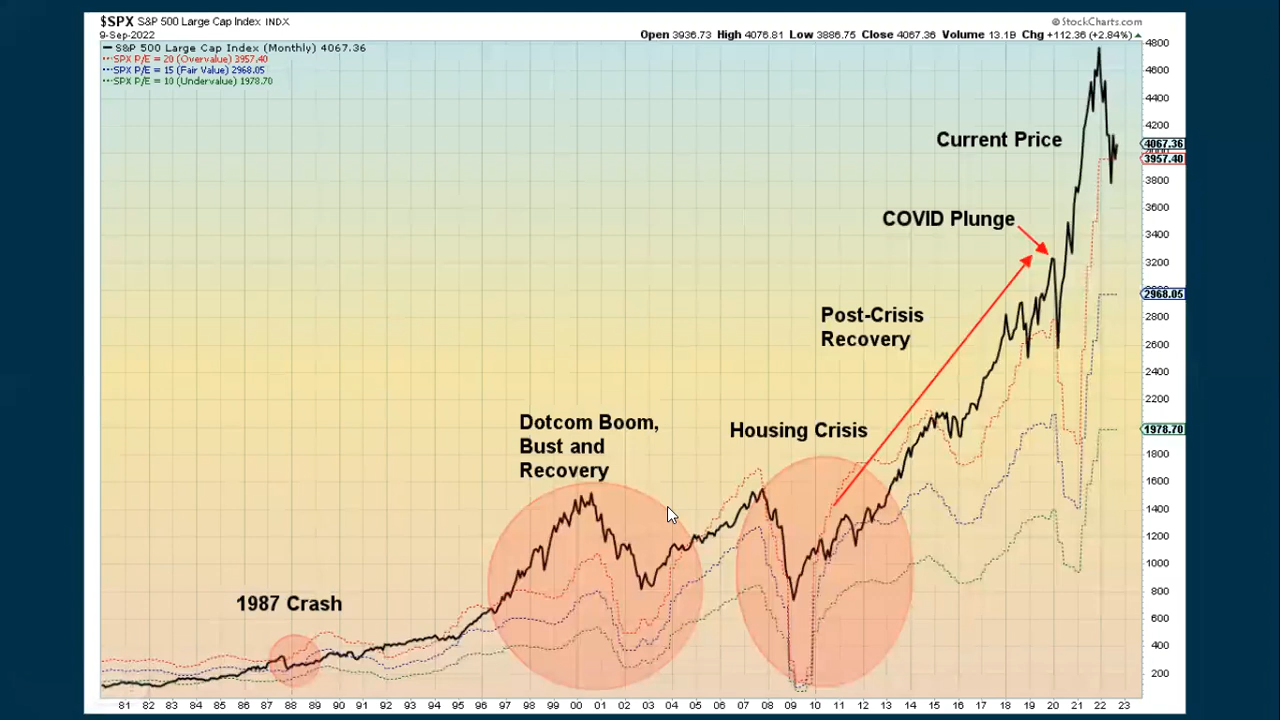 $SPX S&P 500 Large Cap Index INDX
© StockCharts.com
9-Sep-2022
Open 3936.73 High 4076.81 Low 3886.75 Close 4067.36 Volume 13.1B Chg +112.36 (+2.84%)
S&P 500 Large Cap Index (Monthly) 4067.36
SPX P/E = 20 (Overvalue) 3957.40
SPX P/E = 15 (Fair Value) 2968.05
SPX P/E = 10 (Undervalue) 1978.70
4800
4600
4400
4200
Current Price
4067.36
3957.40
3800
3600
COVID Plunge
3400
3200
2968.05
Post-Crisis
Recovery
2800
2600
2400
2200
Dotcom Boom,
Bust and
Recovery
Housing Crisis
1978.70
1800
1600
1400
1200
1000
800
1987 Crash
600
400
200
81 82 83 84 85 86 87 88 89 90 91 92 93 94 95 96 97 98 99 00 01 02 03 04 05 06 07 08 09 10 11 12 13 14 15 16 17 18 19 20 21 22 23